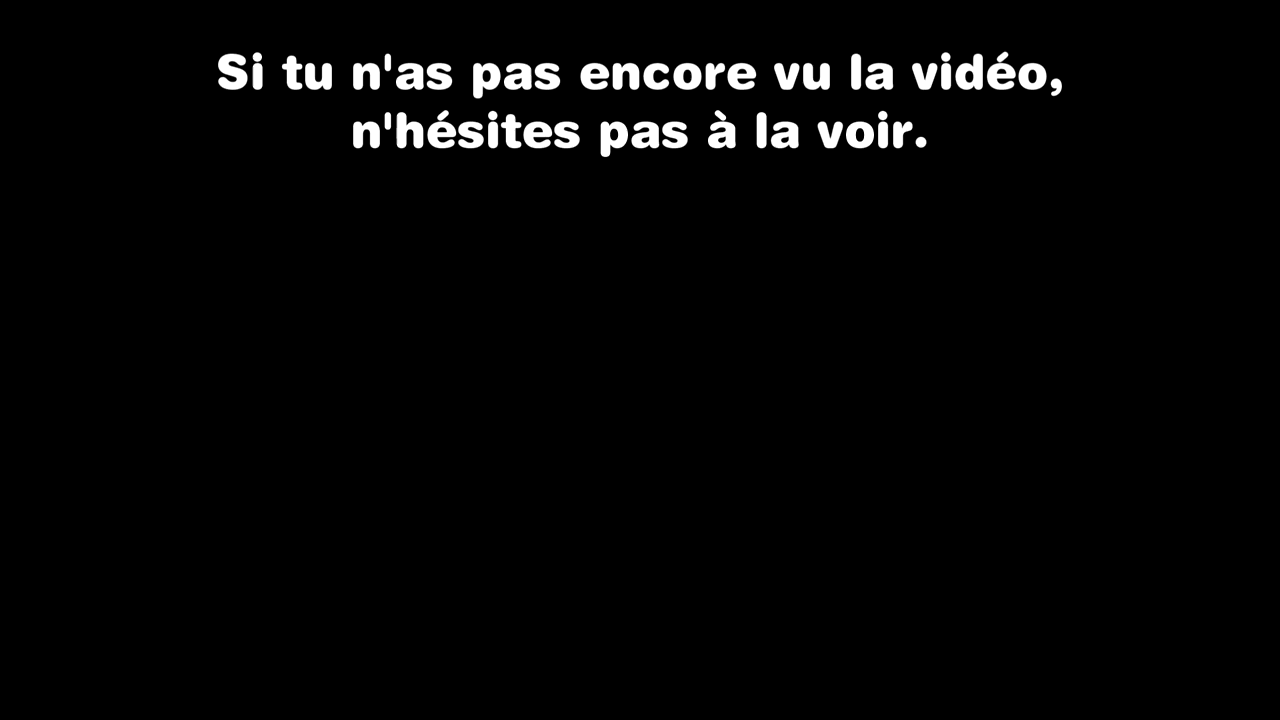 Si tu n'as pas encore vu la vidéo,
n'hésites pas à la voir.